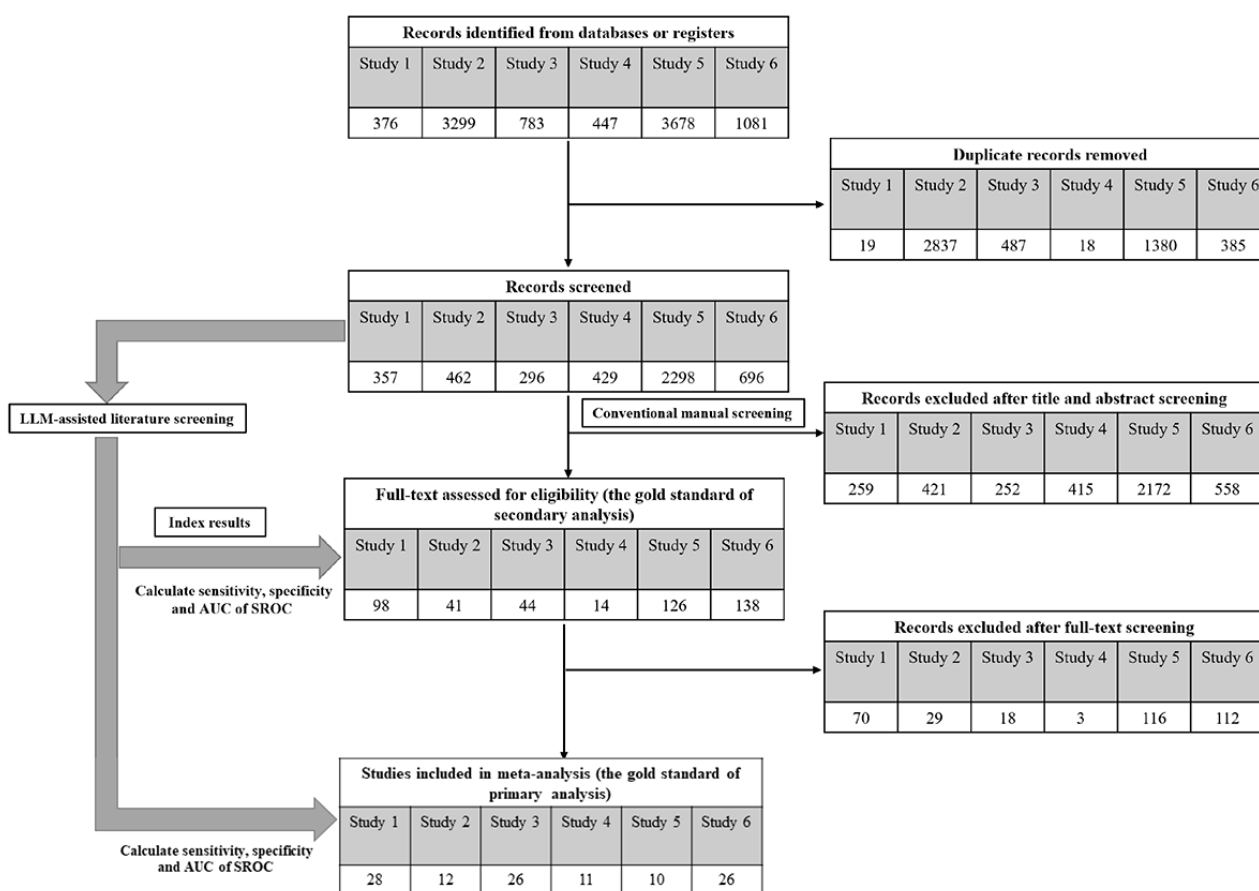 Records identified from databases or registers
Study 1 Study 2 Study 3 Study 4 Study 5 Study 6
376 3299 783 447 3678 1081
Duplicate records removed
Study 1 Study 2 Study 3 Study 4 Study 5 Study 6
19 2837 487 18 1380 385
Records screened
Study 1 Study 2 Study 3 Study 4 Study 5 Study 6
357 462 296 429 2298 696
LLM-assisted literature screening
Conventional manual screening
Records excluded after title and abstract screening
Study 1 Study 2 Study 3 Study 4 Study 5 Study 6
259 421 252 415 2172 558
Full-text assessed for eligibility (the gold standard of
secondary analysis)
Study 1 Study 2 Study 3 Study 4 Study 5 Study 6
98 41 44 14 126 138
Index results
Calculate sensitivity, specificity
and AUC of SROC
Records excluded after full-text screening
Study 1 Study 2 Study 3 Study 4 Study 5 Study 6
70 29 18 3 116 112
Studies included in meta-analysis (the gold standard of
primary analysis)
Study 1 Study 2 Study 3 Study 4 Study 5 Study 6
28 12 26 11 10 26
Calculate sensitivity, specificity
and AUC of SROC